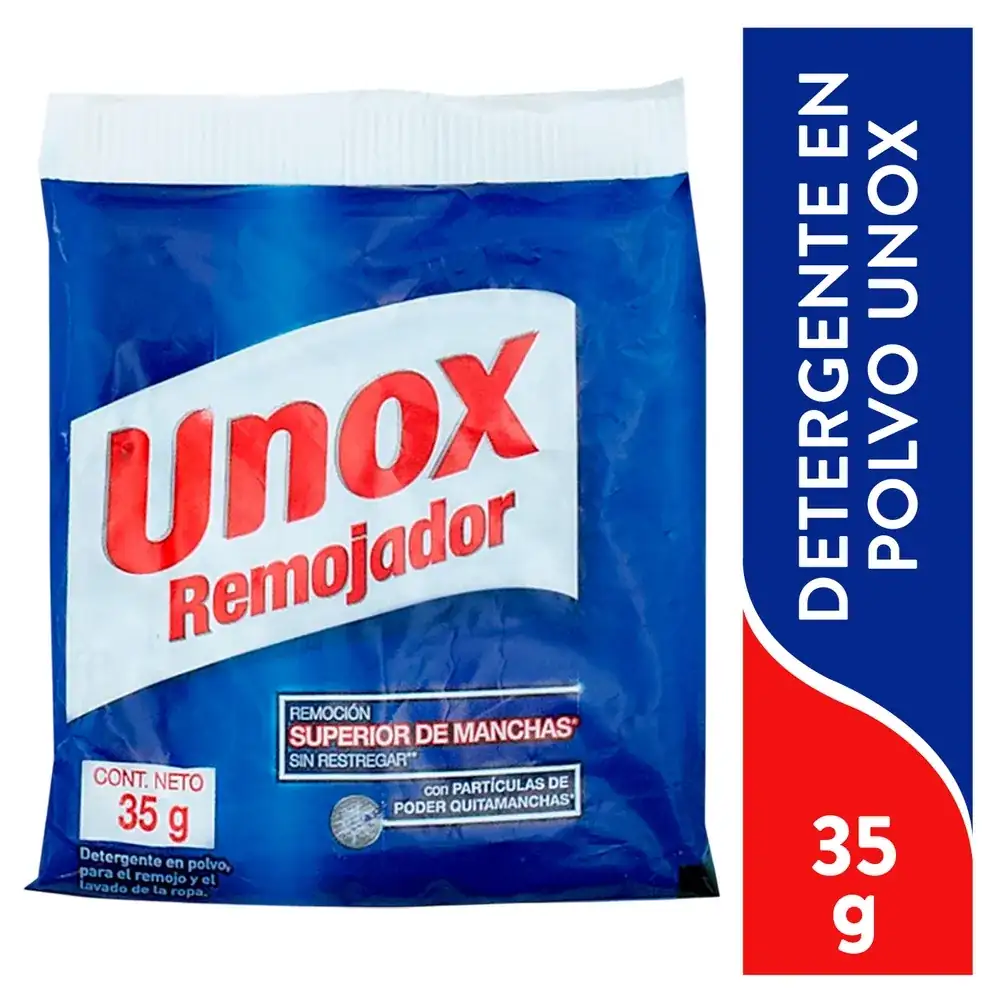 Unox
Remojador
REMOCIÓN
SUPERIOR DE MANCHAS*
SIN RESTREGAR**
con PARTÍCULAS DE
PODER QUITAMANCHAS*
CONT. NETO
35 g
Detergente en polvo,
para el remojo y el
lavado de la ropa.
DETERGENTE EN
POLVO UNOX
35
g